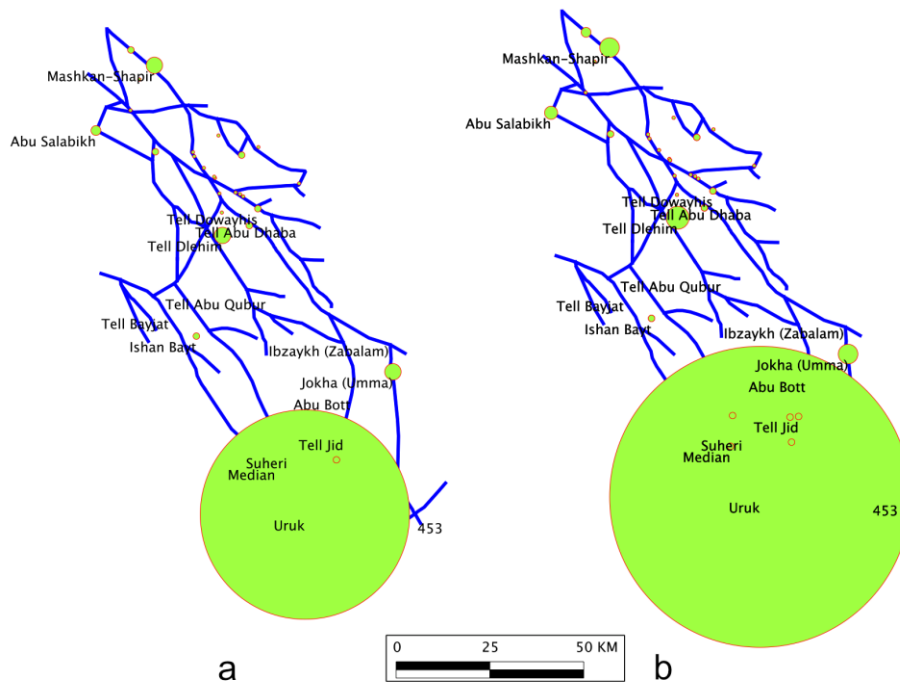 Mashkan-Shapir
Abu Salabikh
Tell Dowayhis
Tell Abu Dhaba
Tell Dlehim
Tell Abu Qubur
Tell Bayjat
Ishan Bayt
Ibzaykh (Zabalam)
Jokha (Umma)
Abu Bott
Tell Jid
Suheri
Median
Uruk
453
a
Mashkan-Shapir
Abu Salabikh
Tell Dowayhis
Tell Abu Dhaba
Tell Dlehim
Tell Abu Qubur
Tell Bayjat
Ishan Bayt
Ibzaykh (Zabalam)
Jokha (Umma)
Abu Bott
Tell Jid
Suheri
Median
Uruk
453
b
0 25 50 KM